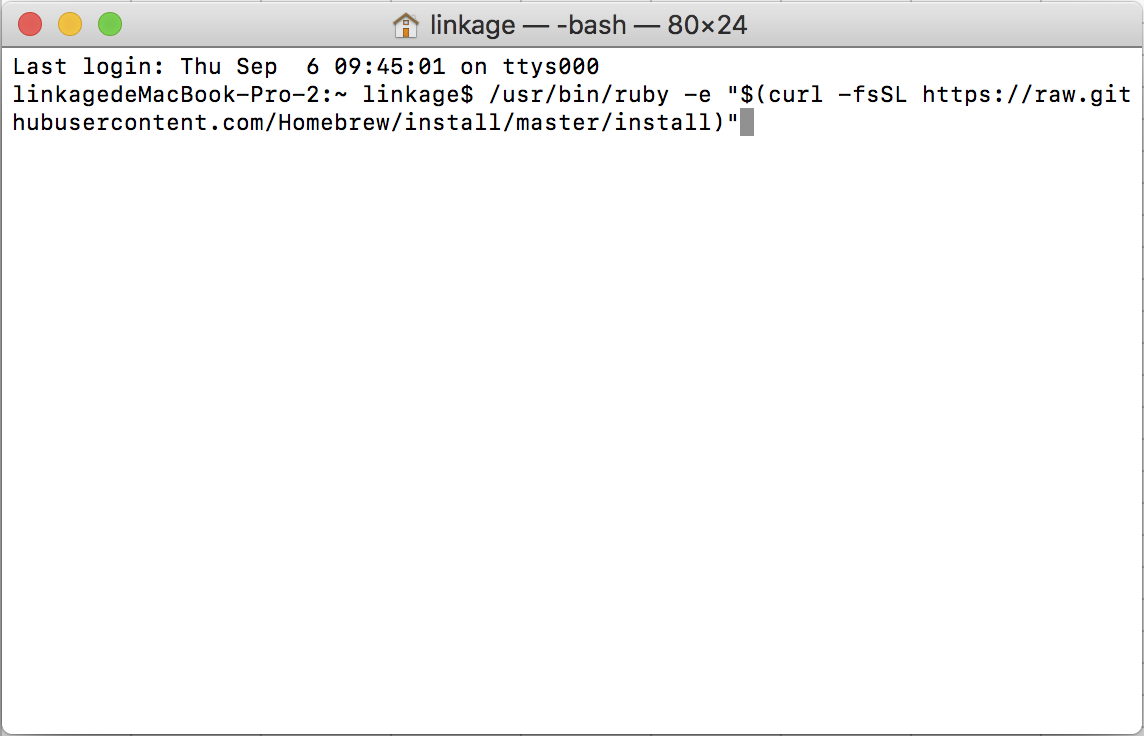 linkage — -bash — 80×24
Last login: Thu Sep  6 09:45:01 on ttys000
linkagedeMacBook-Pro-2:~ linkage$ /usr/bin/ruby -e "$(curl -fsSL https://raw.git
hubusercontent.com/Homebrew/install/master/install)"